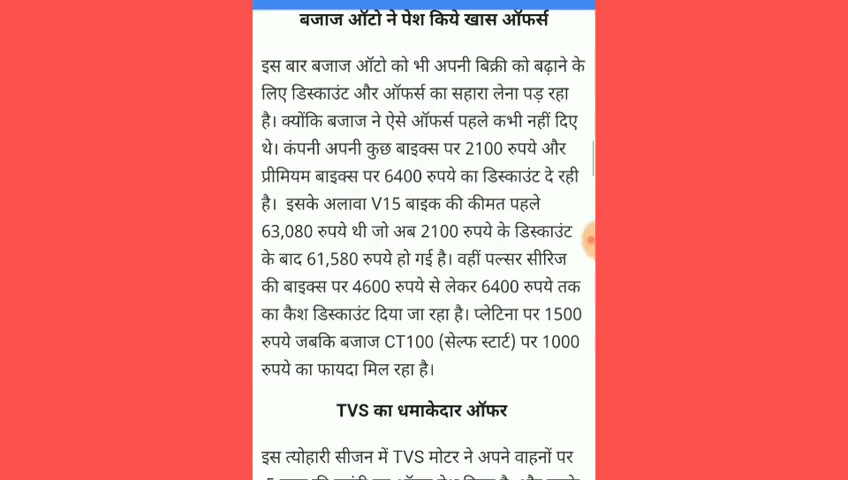 बजाज ऑटो ने पेश किये खास ऑफर्स
इस बार बजाज ऑटो को भी अपनी बिक्री को बढ़ाने के
लिए डिस्काउंट और ऑफर्स का सहारा लेना पड़ रहा
है। क्योंकि बजाज ने ऐसे ऑफर्स पहले कभी नहीं दिए
थे। कंपनी अपनी कुछ बाइक्स पर 2100 रुपये और
प्रीमियम बाइक्स पर 6400 रुपये का डिस्काउंट दे रही
है। इसके अलावा V15 बाइक की कीमत पहले
63,080 रुपये थी जो अब 2100 रुपये के डिस्काउंट
के बाद 61,580 रुपये हो गई है। वहीं पल्सर सीरिज
की बाइक्स पर 4600 रुपये से लेकर 6400 रुपये तक
का कैश डिस्काउंट दिया जा रहा है। प्लेटिना पर 1500
रुपये जबकि बजाज CT100 (सेल्फ स्टार्ट) पर 1000
रुपये का फायदा मिल रहा है।
TVS का धमाकेदार ऑफर
इस त्योहारी सीजन में TVS मोटर ने अपने वाहनों पर